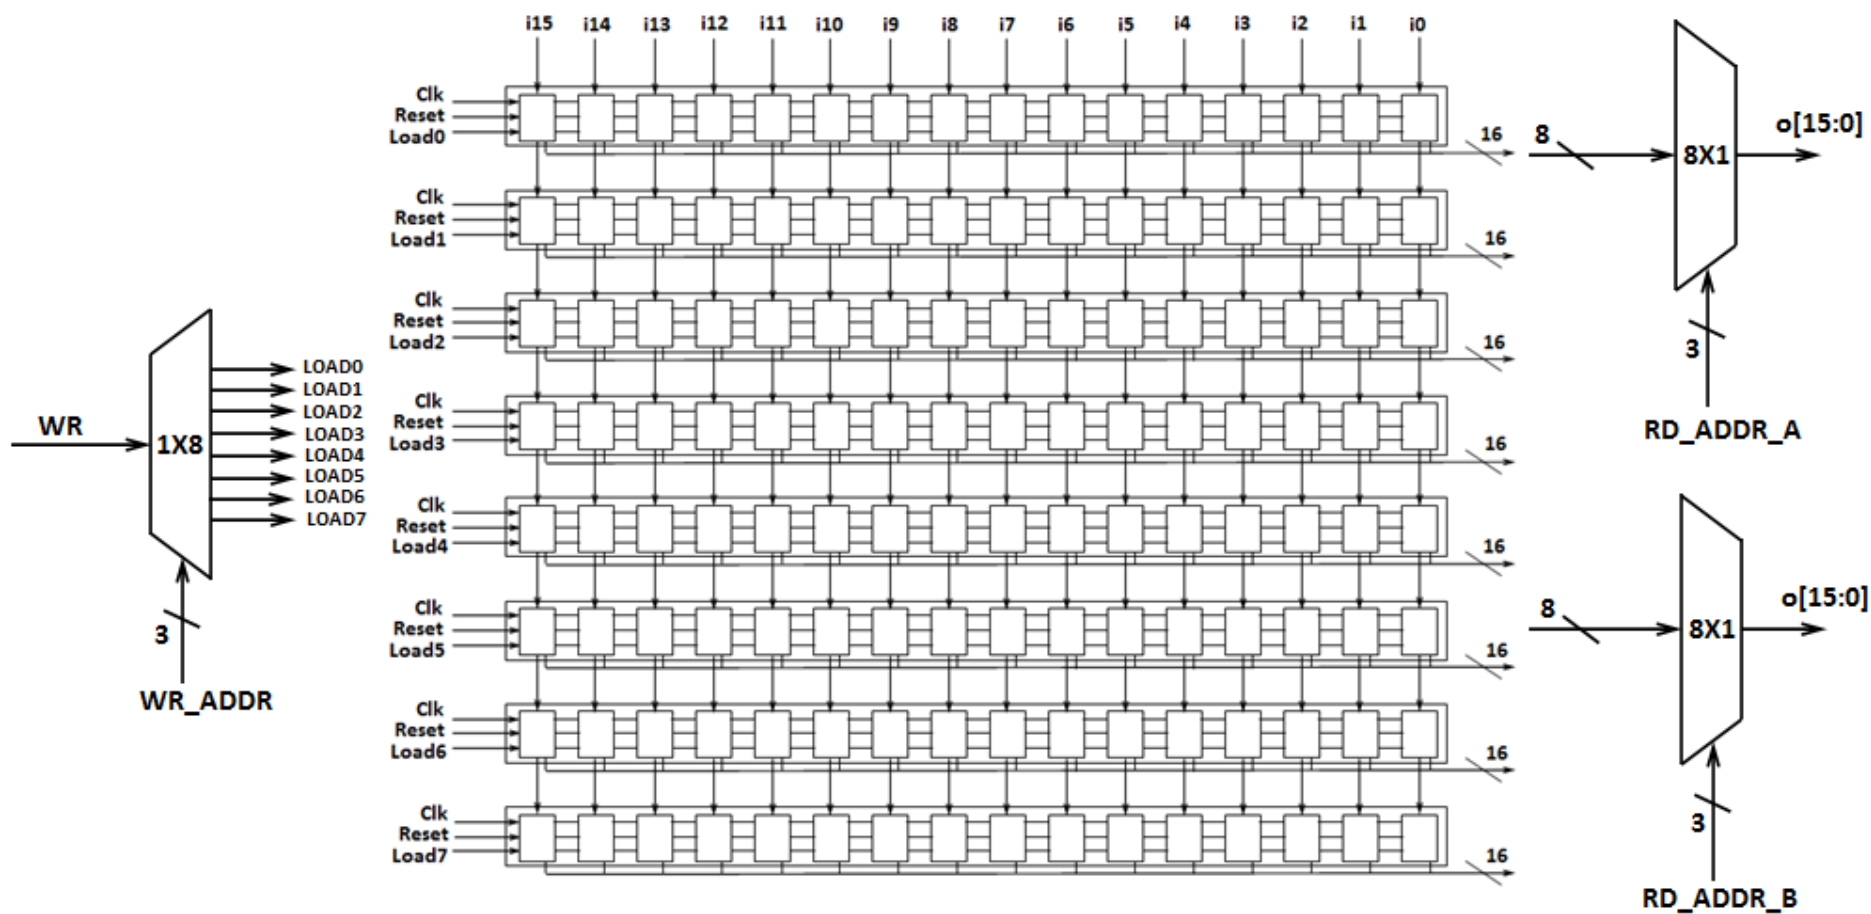 i15 i14 i13 i12 i11 i10 i9 i8 i7 i6 i5 i4 i3 i2 i1 i0
Clk
Reset
Load0
16
Clk
Reset
Load1
16
Clk
Reset
Load2
16
Clk
Reset
Load3
16
Clk
Reset
Load4
16
Clk
Reset
Load5
16
Clk
Reset
Load6
16
Clk
Reset
Load7
16
WR
1X8
LOAD0
LOAD1
LOAD2
LOAD3
LOAD4
LOAD5
LOAD6
LOAD7
3
WR_ADDR
8
8X1
o[15:0]
3
RD_ADDR_A
8
8X1
o[15:0]
3
RD_ADDR_B